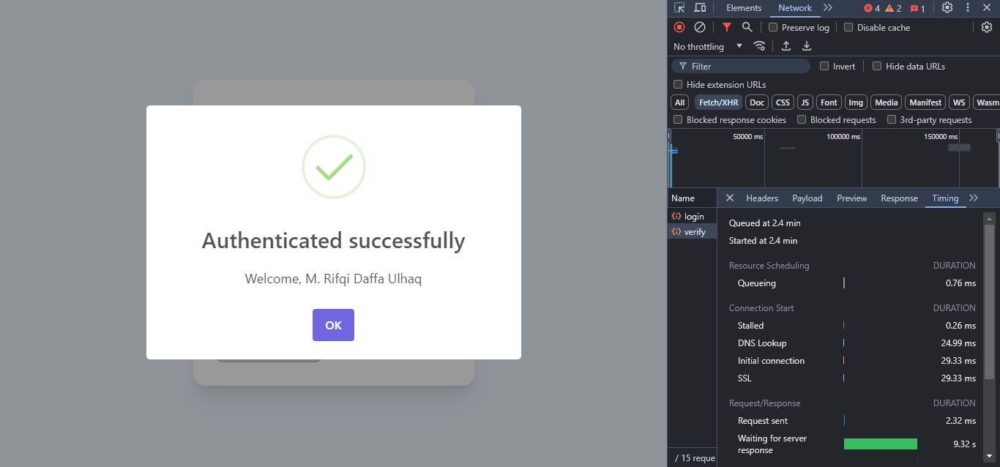 Authenticated successfully
Welcome, M. Rifqi Daffa Ulhaq
OK
Elements Network 4 2 1
Preserve log Disable cache
No throttling
Filter Invert Hide data URLs
Hide extension URLs
All Fetch/XHR Doc CSS JS Font Img Media Manifest WS Wasm
Blocked response cookies Blocked requests 3rd-party requests
50000 ms 100000 ms 150000 ms
Name Headers Payload Preview Response Timing
login
verify
/ 15 reque
Queued at 2.4 min
Started at 2.4 min
Resource Scheduling DURATION
Queueing 0.76 ms
Connection Start DURATION
Stalled 0.26 ms
DNS Lookup 24.99 ms
Initial connection 29.33 ms
SSL 29.33 ms
Request/Response DURATION
Request sent 2.32 ms
Waiting for server
response 9.32 s